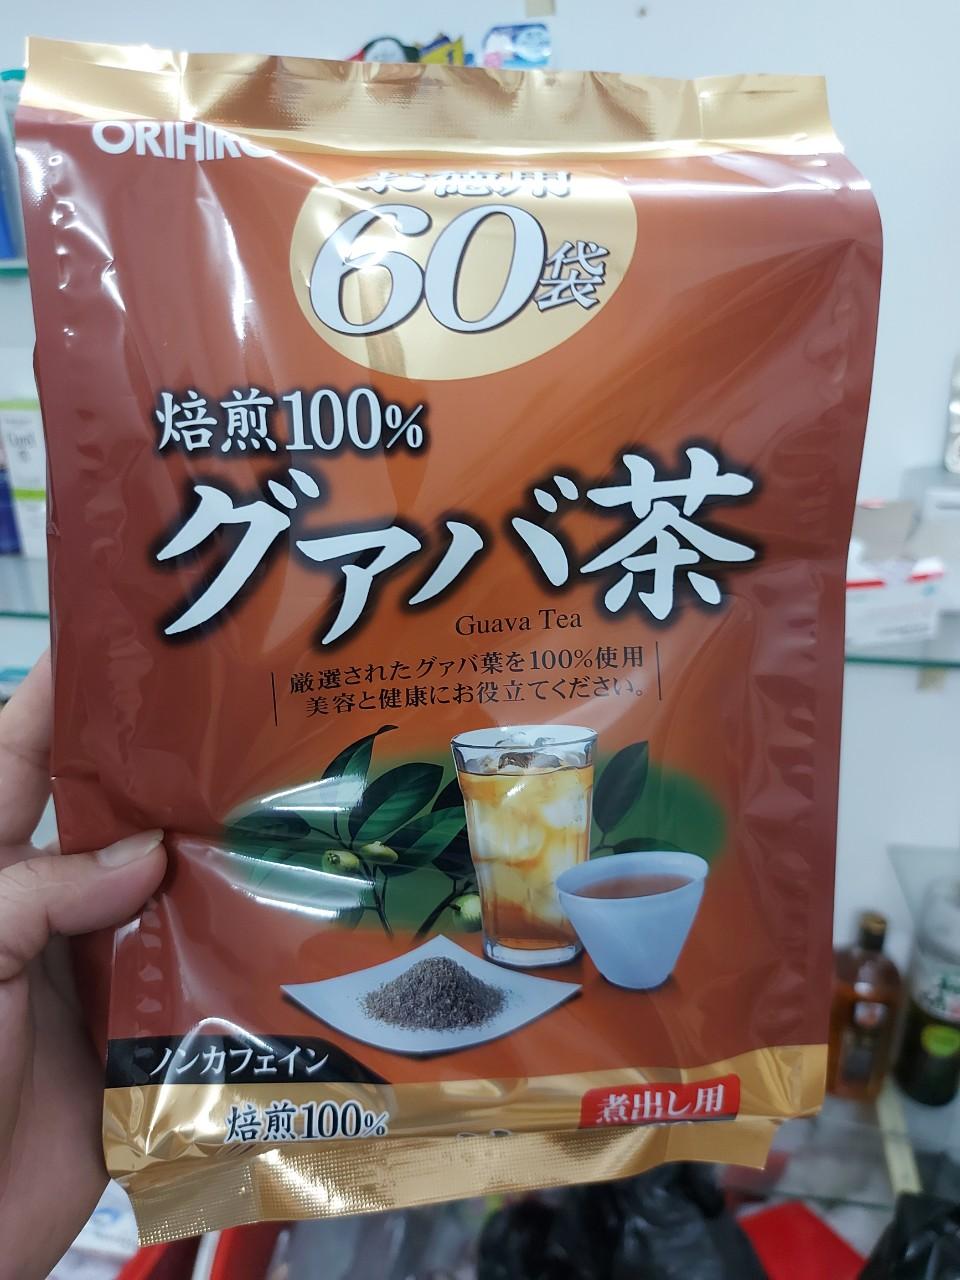 ORIHIRO
お徳用
60袋
焙煎100%
グァバ茶
Guava Tea
厳選されたグァバ葉を100%使用
美容と健康にお役立てください。
ノンカフェイン
焙煎100%
煮出し用